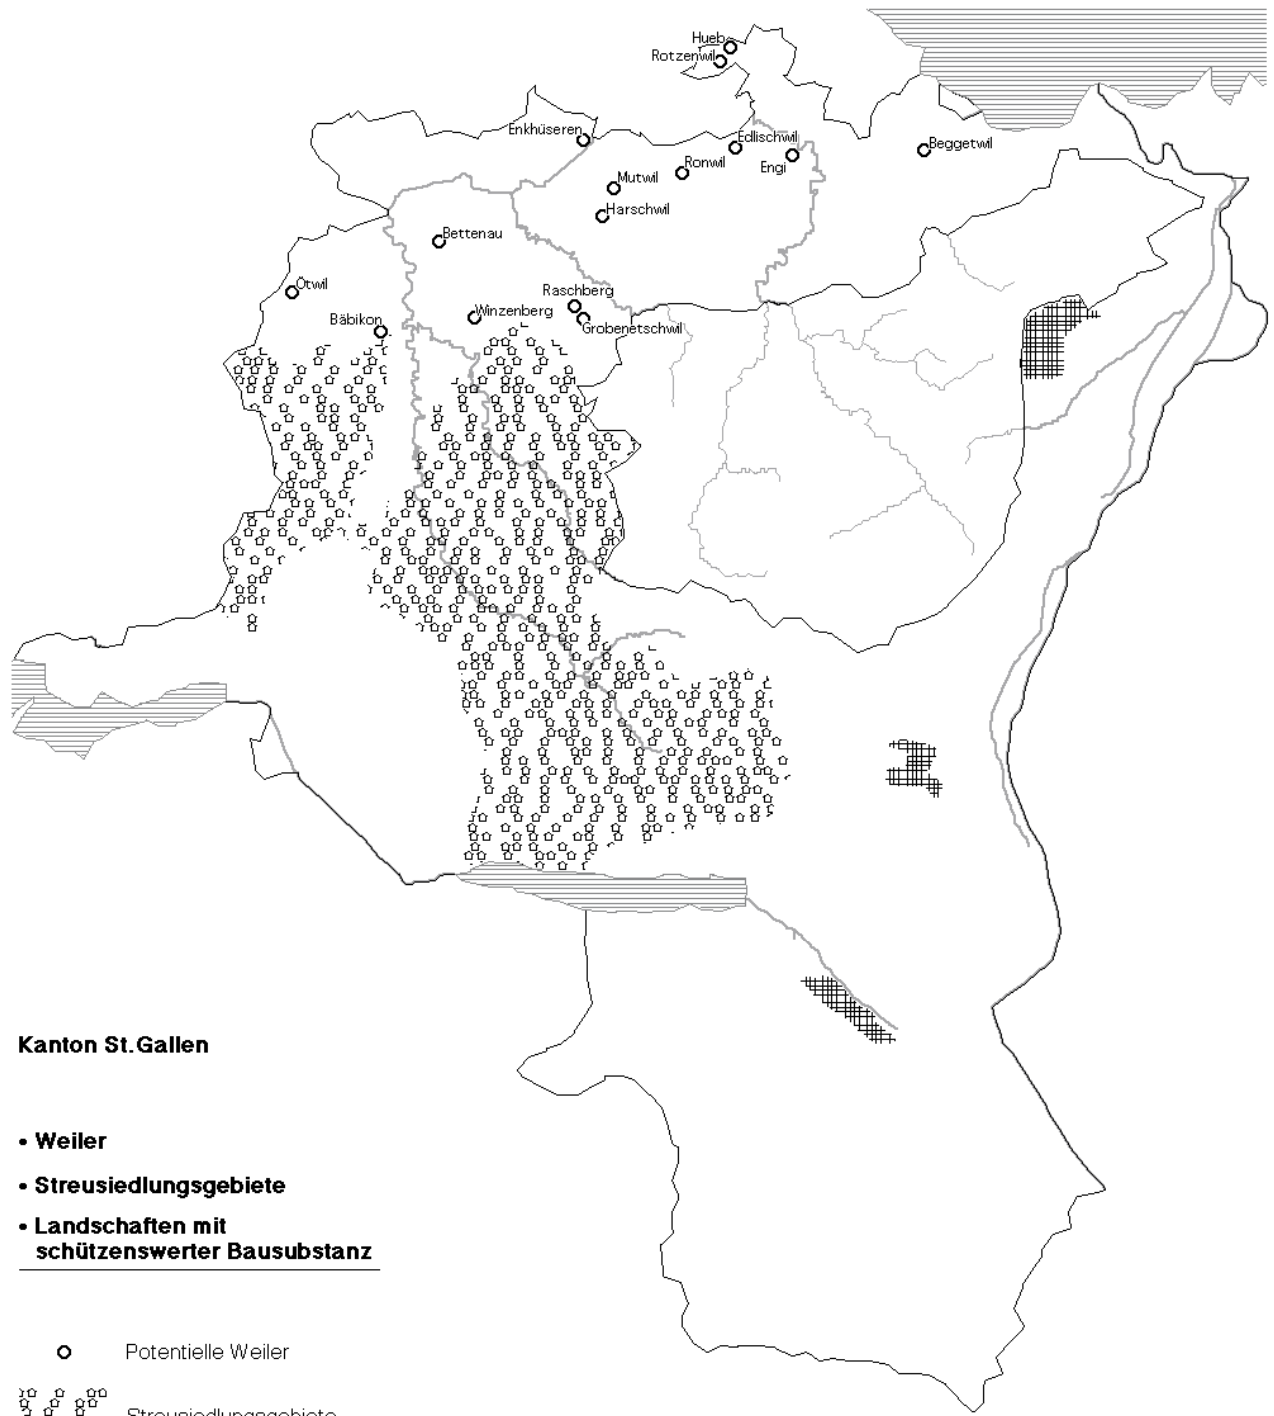 Hueb
Rotzenwil
Enkhüseren
Edlischwil
Beggetwil
Ronwil
Engi
Mutwil
Harschwil
Bettenau
Ötwil
Raschberg
Winzenberg
Bäbikon
Grobenetschwil
Kanton St.Gallen
• Weiler
• Streusiedlungsgebiete
• Landschaften mit
schützenswerter Bausubstanz
Potentielle Weiler
Streusiedlungsgebiete